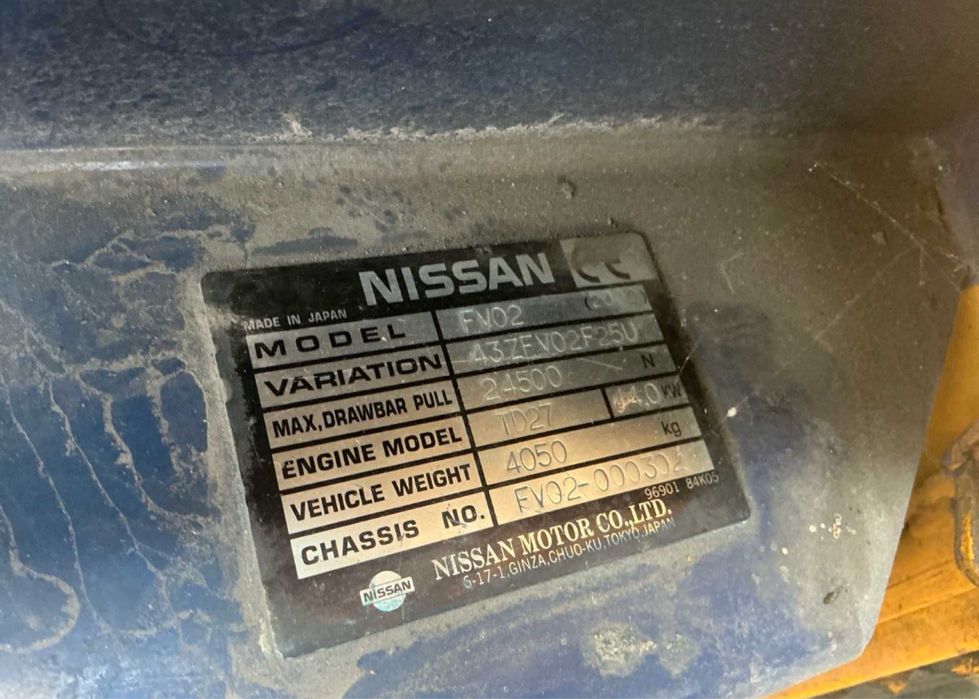 NISSAN CE
MADE IN JAPAN
MODEL FV02
VARIATION 43ZFV02F25U
MAX, DRAWBAR PULL 24500 N
ENGINE MODEL TD27 44.0 KW
VEHICLE WEIGHT 4050 kg
CHASSIS NO. FV02-000302
96901 84K05
NISSAN MOTOR CO.,LTD.
6-17-1,GINZA,CHUO-KU,TOKYO,JAPAN
NISSAN